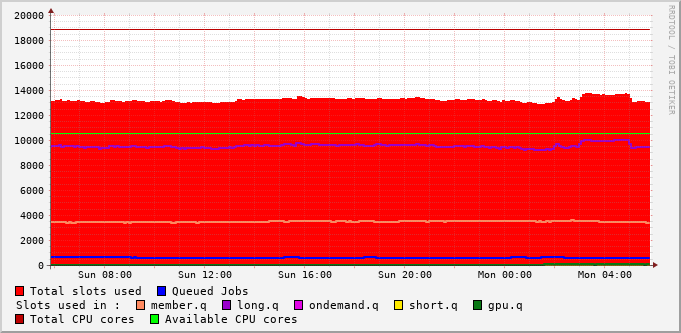 RRDTOOL / TOBI OETIKER
20000
18000
16000
14000
12000
10000
8000
6000
4000
2000
0
Sun 08:00 Sun 12:00 Sun 16:00 Sun 20:00 Mon 00:00 Mon 04:00
Total slots used Queued Jobs
Slots used in : member.q long.q ondemand.q short.q gpu.q
Total CPU cores Available CPU cores